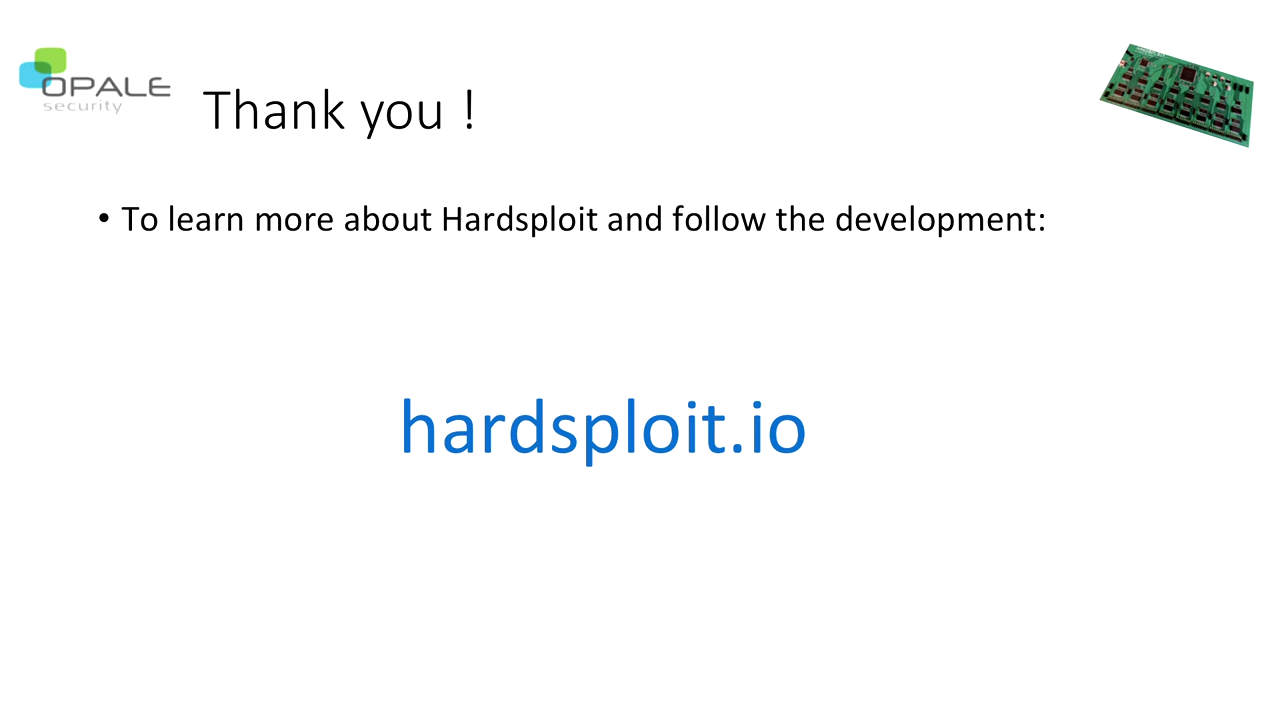 OPALE
security
Thank you !
• To learn more about Hardsploit and follow the development:
hardsploit.io